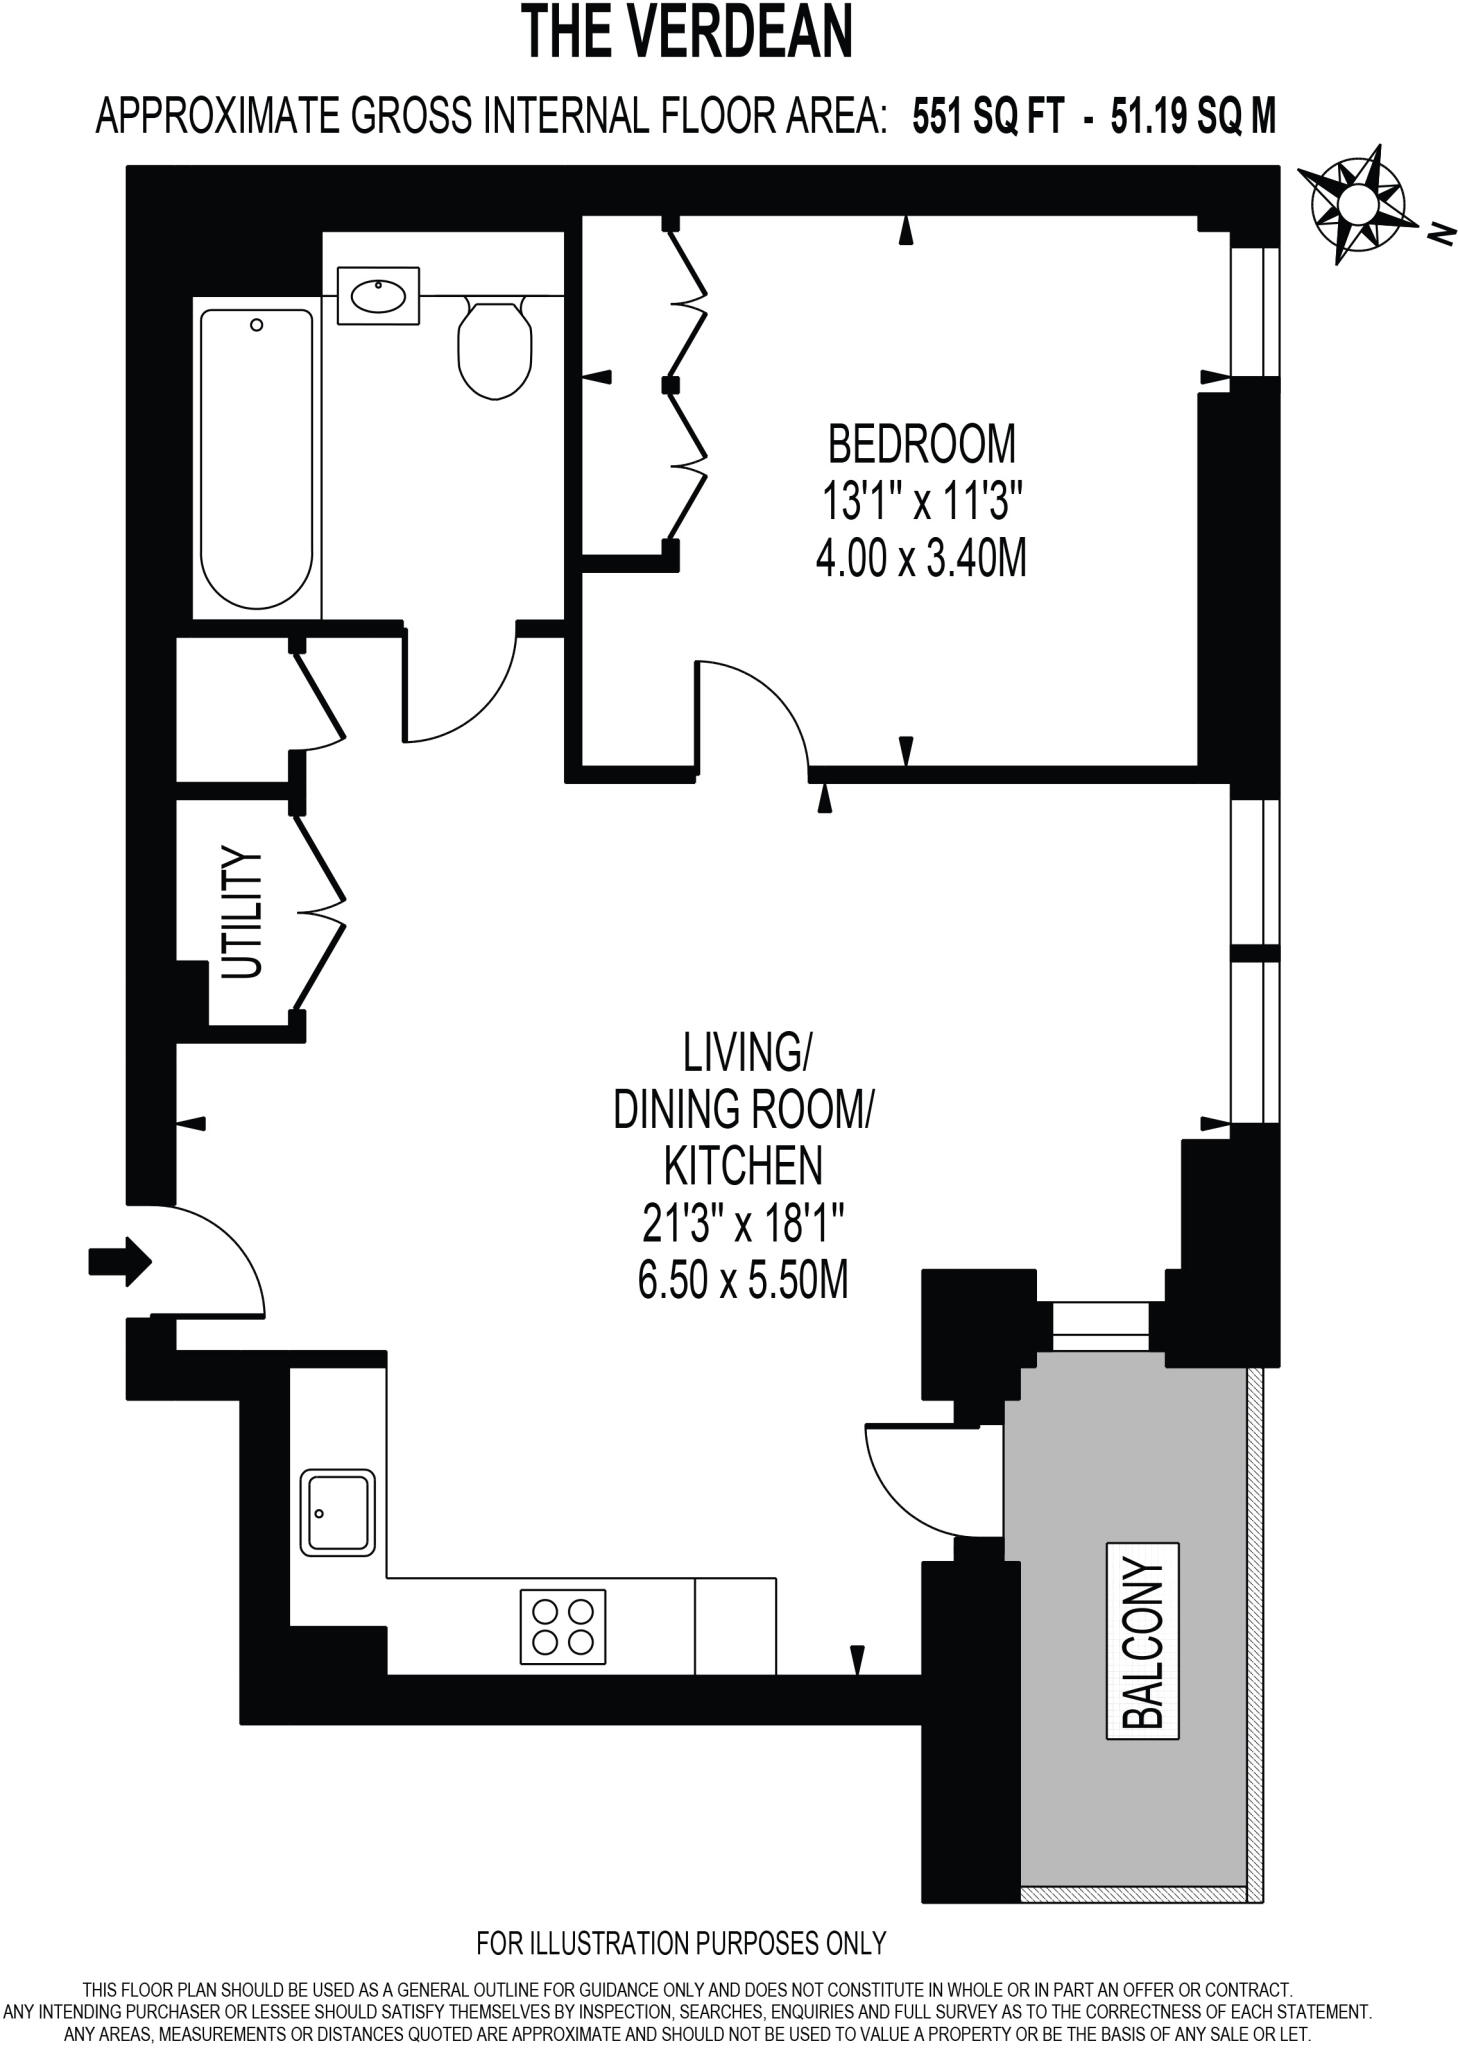 THE VERDEAN
APPROXIMATE GROSS INTERNAL FLOOR AREA: 551 SQ FT - 51.19 SQ M
N
BEDROOM
13'1" x 11'3"
4.00 x 3.40M
UTILITY
LIVING/
DINING ROOM/
KITCHEN
21'3" x 18'1"
6.50 x 5.50M
BALCONY
FOR ILLUSTRATION PURPOSES ONLY
THIS FLOOR PLAN SHOULD BE USED AS A GENERAL OUTLINE FOR GUIDANCE ONLY AND DOES NOT CONSTITUTE IN WHOLE OR IN PART AN OFFER OR CONTRACT.
ANY INTENDING PURCHASER OR LESSEE SHOULD SATISFY THEMSELVES BY INSPECTION, SEARCHES, ENQUIRIES AND FULL SURVEY AS TO THE CORRECTNESS OF EACH STATEMENT.
ANY AREAS, MEASUREMENTS OR DISTANCES QUOTED ARE APPROXIMATE AND SHOULD NOT BE USED TO VALUE A PROPERTY OR BE THE BASIS OF ANY SALE OR LET.